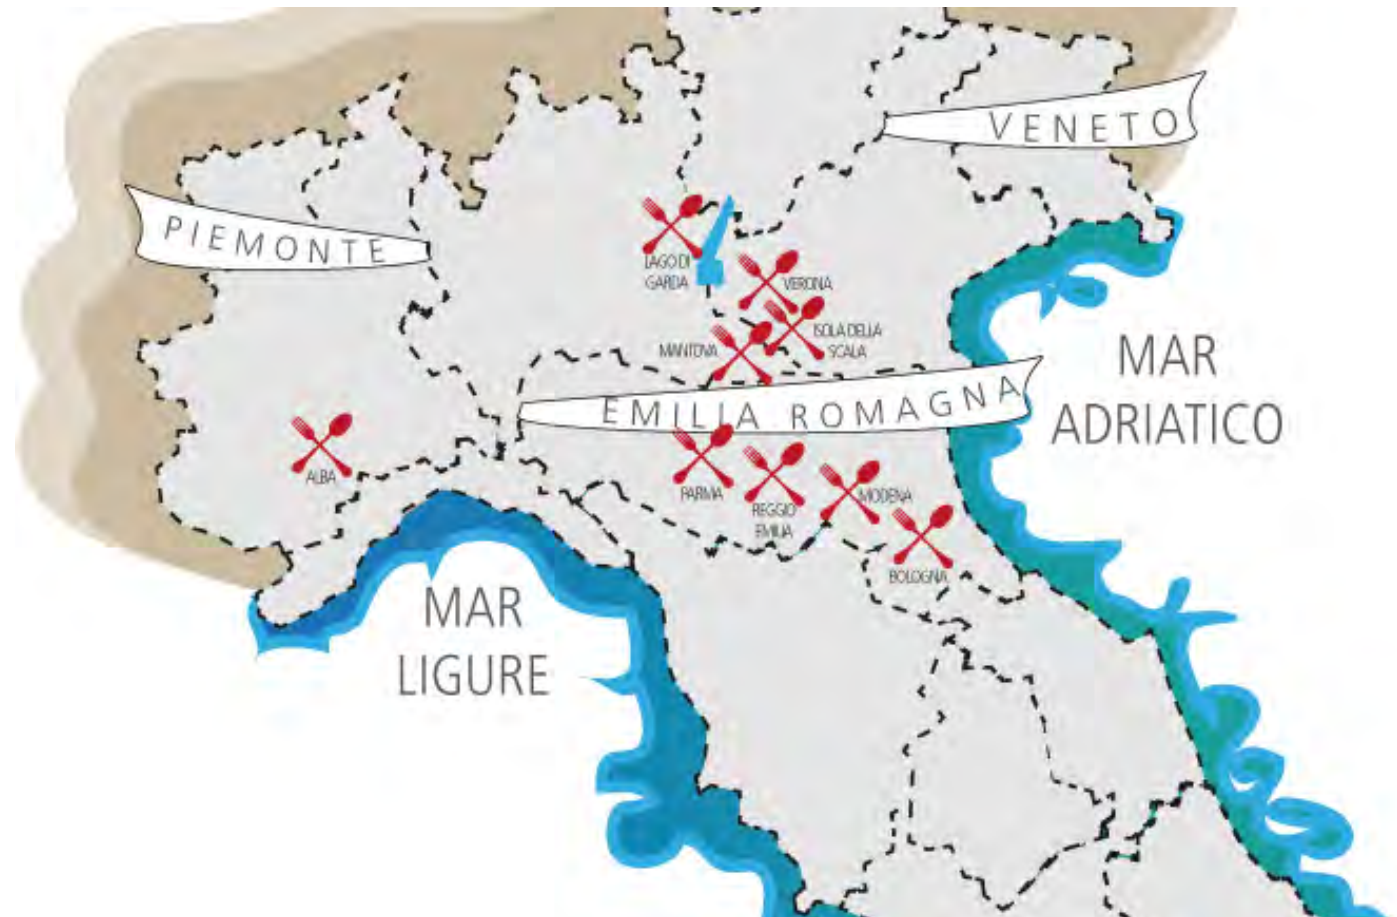 VENETO
PIEMONTE
LAGO DI
GARDA
VERONA
ISOLA DELLA
SCALA
MANTOVA
MAR
ADRIATICO
EMILIA ROMAGNA
ALBA
PARMA
REGGIO
EMILIA
MODENA
BOLOGNA
MAR
LIGURE